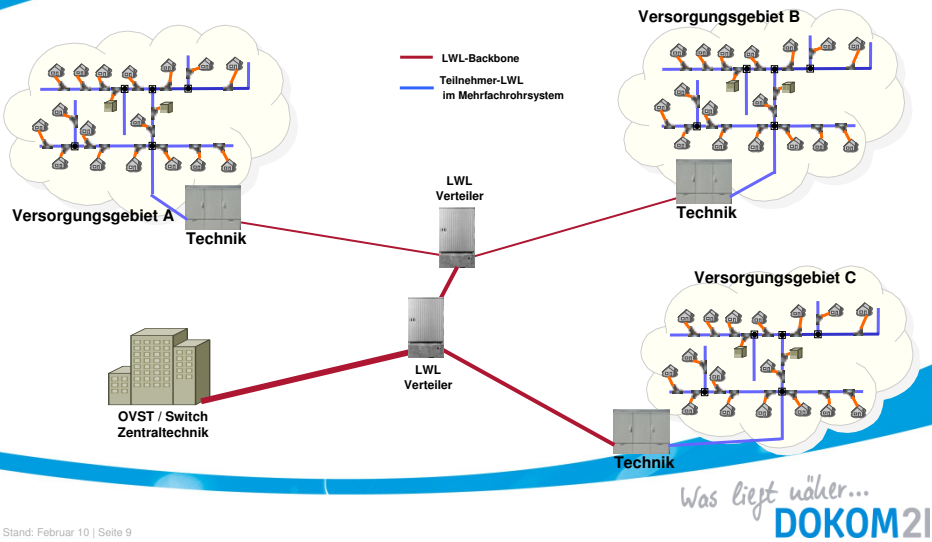 Versorgungsgebiet B
LWL-Backbone
Teilnehmer-LWL
im Mehrfachrohrsystem
LWL
Verteiler
Versorgungsgebiet A
Technik
Technik
Versorgungsgebiet C
LWL
Verteiler
OVST / Switch
Zentraltechnik
Technik
Was liegt näher...
DOKOM21
Stand: Februar 10 | Seite 9